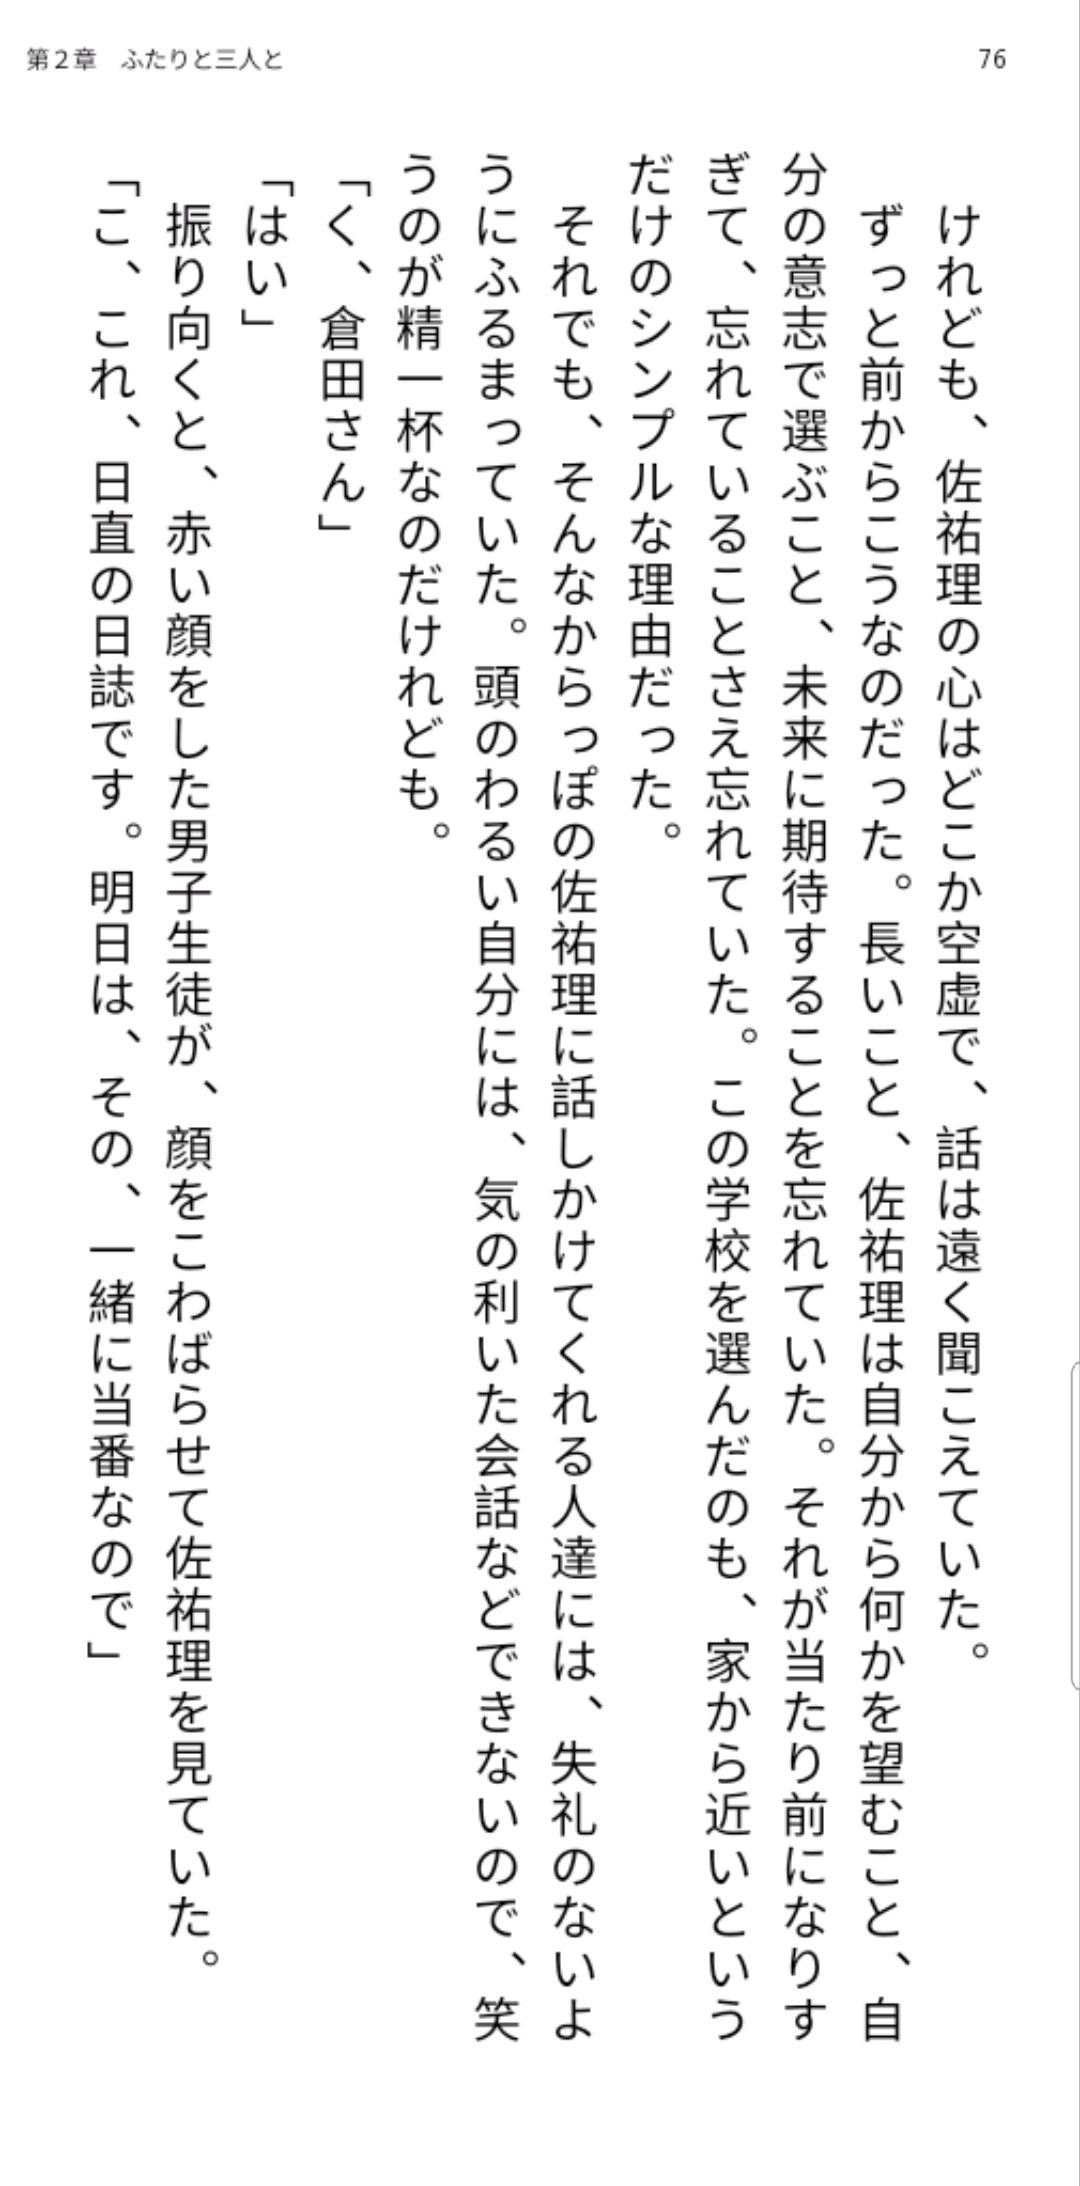 第2章　ふたりと三人と
76
けれども、佐祐理の心はどこか空虚で、話は遠く聞こえていた。
ずっと前からこうなのだった。長いこと、佐祐理は自分から何かを望むこと、自
分の意志で選ぶこと、未来に期待することを忘れていた。それが当たり前になりす
ぎて、忘れていることさえ忘れていた。この学校を選んだのも、家から近いという
だけのシンプルな理由だった。
それでも、そんなからっぽの佐祐理に話しかけてくれる人達には、失礼のないよ
うにふるまっていた。頭のわるい自分には、気の利いた会話などできないので、笑
うのが精一杯なのだけれども。
「く、倉田さん」
「はい」
振り向くと、赤い顔をした男子生徒が、顔をこわばらせて佐祐理を見ていた。
「こ、これ、日直の日誌です。明日は、その、一緒に当番なので」